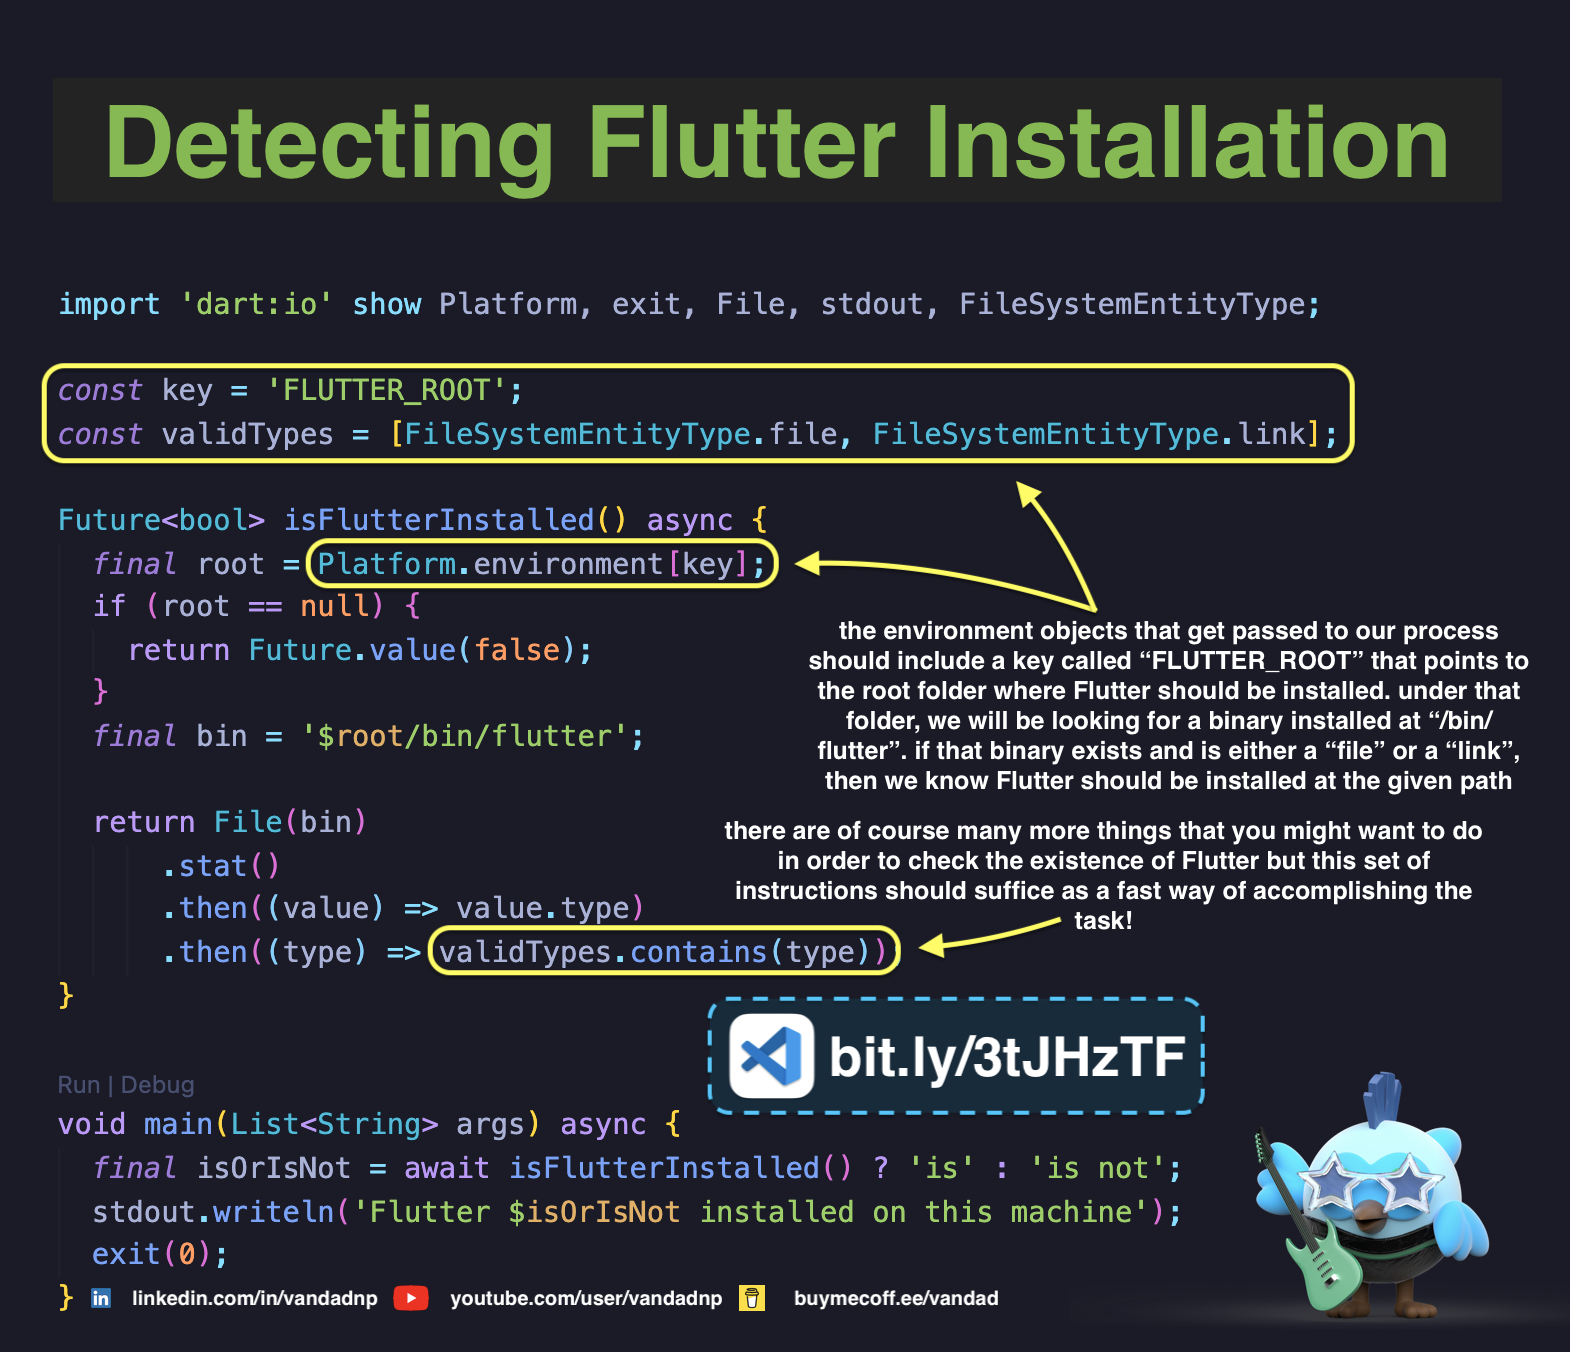 Detecting Flutter Installation
import 'dart:io' show Platform, exit, File, stdout, FileSystemEntityType;
const key = 'FLUTTER_ROOT';
const validTypes = [FileSystemEntityType.file, FileSystemEntityType.link];
Future<bool> isFlutterInstalled() async {
  final root = Platform.environment[key];
  if (root == null) {
    return Future.value(false);
  }
  final bin = '$root/bin/flutter';
the environment objects that get passed to our process
should include a key called “FLUTTER_ROOT” that points to
the root folder where Flutter should be installed. under that
folder, we will be looking for a binary installed at “/bin/
flutter”. if that binary exists and is either a “file” or a “link”,
then we know Flutter should be installed at the given path
  return File(bin)
      .stat()
      .then((value) => value.type)
      .then((type) => validTypes.contains(type))
}
there are of course many more things that you might want to do
in order to check the existence of Flutter but this set of
instructions should suffice as a fast way of accomplishing the
task!
bit.ly/3tJHzTF
Run | Debug
void main(List<String> args) async {
  final isOrIsNot = await isFlutterInstalled() ? 'is' : 'is not';
  stdout.writeln('Flutter $isOrIsNot installed on this machine');
  exit(0);
}
in linkedin.com/in/vandadnp youtube.com/user/vandadnp buymecoff.ee/vandad